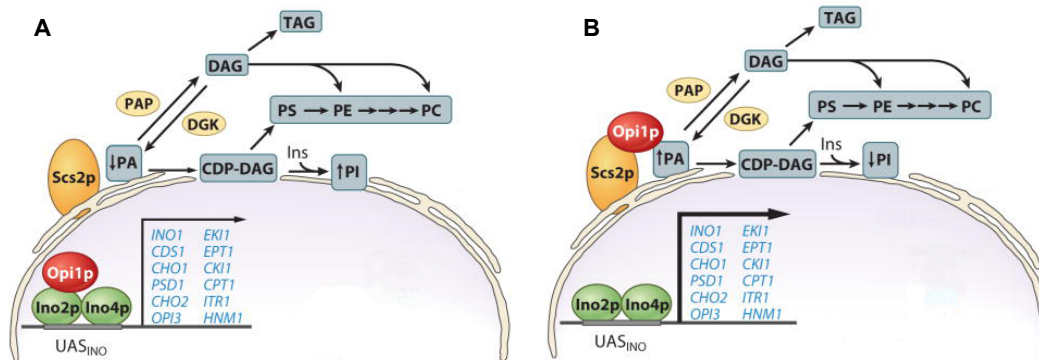 A
TAG
DAG
PAP
DGK
PS PE PC
Opi1p
Scs2p
↓PA
CDP-DAG
Ins
↑PI
INO1 EKI1
CDS1 EPT1
CHO1 CKI1
PSD1 CPT1
CHO2 ITR1
OPI3 HNM1
Ino2p Ino4p
UASINO
B
TAG
DAG
PAP
DGK
PS PE PC
Opi1p
Scs2p
↑PA
CDP-DAG
Ins
↓PI
INO1 EKI1
CDS1 EPT1
CHO1 CKI1
PSD1 CPT1
CHO2 ITR1
OPI3 HNM1
Ino2p Ino4p
UASINO